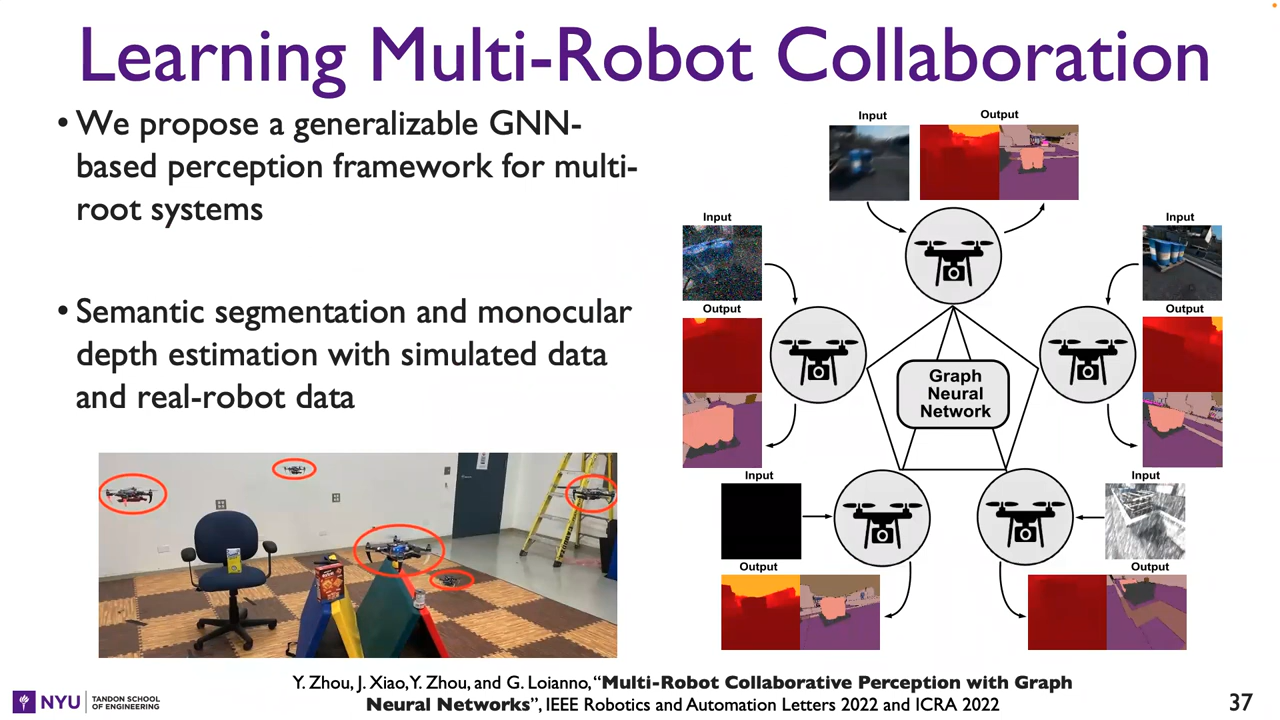 Learning Multi-Robot Collaboration
• We propose a generalizable GNN-
based perception framework for multi-
root systems
• Semantic segmentation and monocular
depth estimation with simulated data
and real-robot data
Input
Output
Input
Output
Input
Output
Graph
Neural
Network
Input
Output
Input
Output
Y. Zhou, J. Xiao, Y. Zhou, and G. Loianno, “Multi-Robot Collaborative Perception with Graph
Neural Networks”, IEEE Robotics and Automation Letters 2022 and ICRA 2022
NYU
TANDON SCHOOL
OF ENGINEERING
37